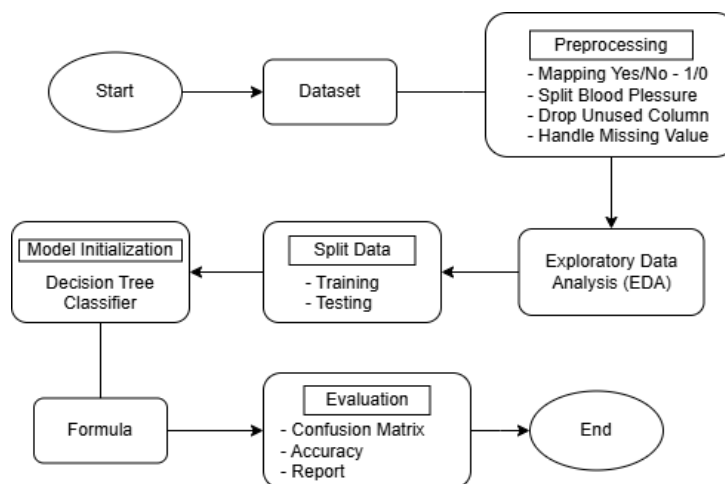 Start
Dataset
Preprocessing
- Mapping Yes/No - 1/0
- Split Blood Plessure
- Drop Unused Column
- Handle Missing Value
Model Initialization
Decision Tree
Classifier
Split Data
- Training
- Testing
Exploratory Data
Analysis (EDA)
Formula
Evaluation
- Confusion Matrix
- Accuracy
- Report
End